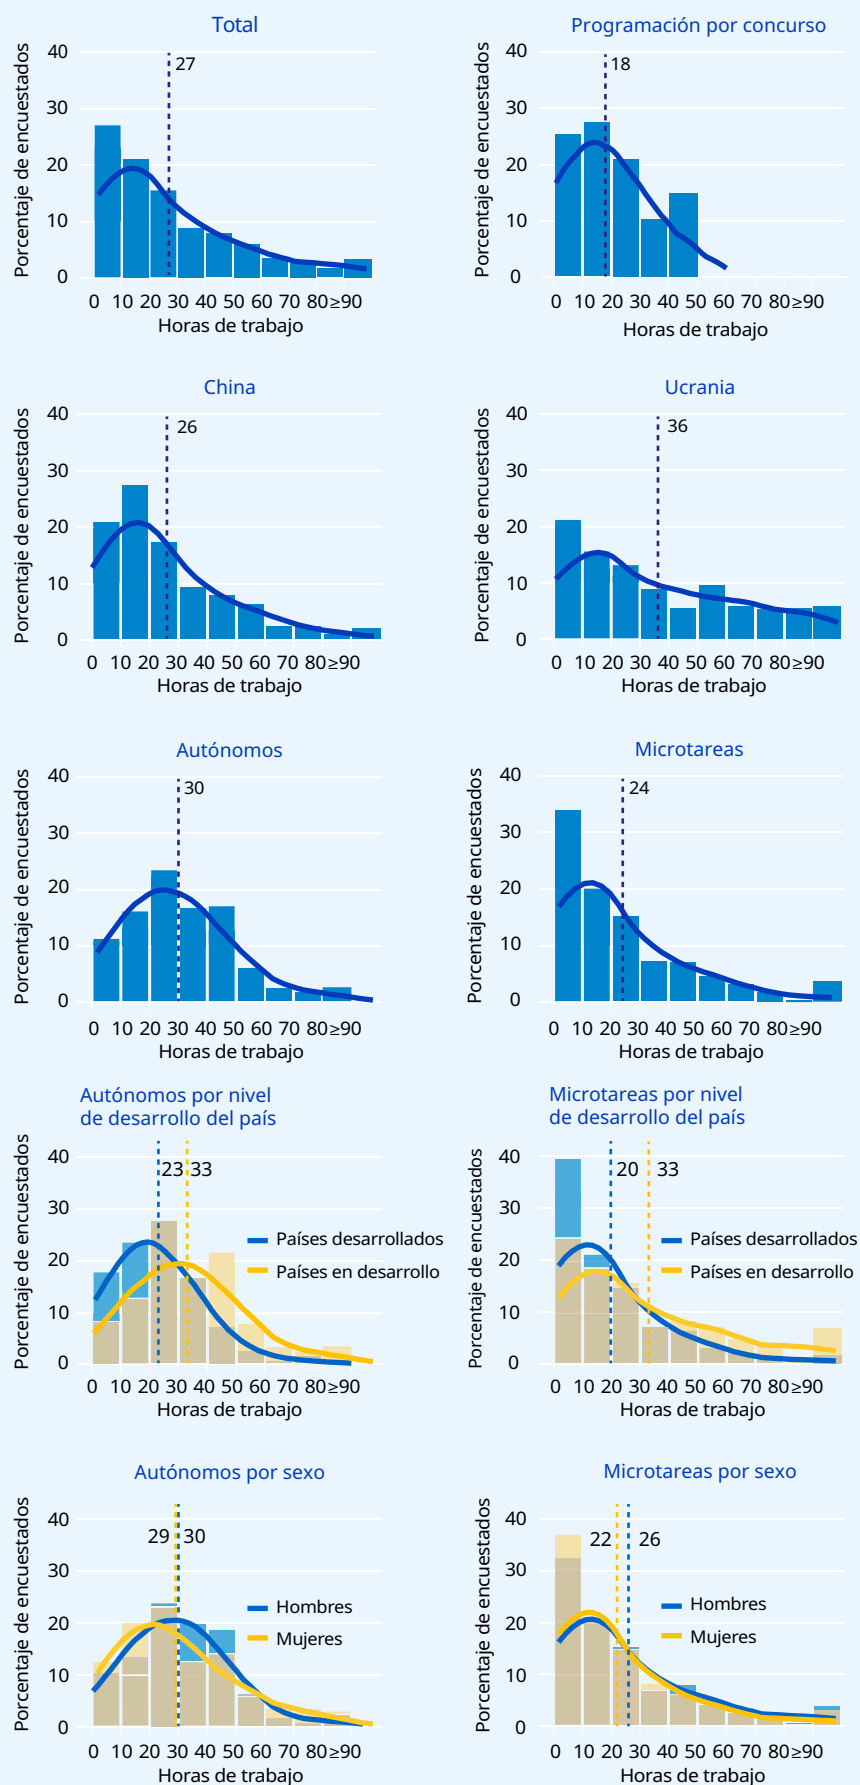 Total
Porcentaje de encuestados
40
30
20
10
0
27
0 10 20 30 40 50 60 70 80 ≥90
Horas de trabajo
Programación por concurso
Porcentaje de encuestados
40
30
20
10
0
18
0 10 20 30 40 50 60 70 80 ≥90
Horas de trabajo
China
Porcentaje de encuestados
40
30
20
10
0
26
0 10 20 30 40 50 60 70 80 ≥90
Horas de trabajo
Ucrania
Porcentaje de encuestados
40
30
20
10
0
36
0 10 20 30 40 50 60 70 80 ≥90
Horas de trabajo
Autónomos
Porcentaje de encuestados
40
30
20
10
0
30
0 10 20 30 40 50 60 70 80 ≥90
Horas de trabajo
Microtareas
Porcentaje de encuestados
40
30
20
10
0
24
0 10 20 30 40 50 60 70 80 ≥90
Horas de trabajo
Autónomos por nivel
de desarrollo del país
Porcentaje de encuestados
40
30
20
10
0
23 33
Países desarrollados
Países en desarrollo
0 10 20 30 40 50 60 70 80 ≥90
Horas de trabajo
Microtareas por nivel
de desarrollo del país
Porcentaje de encuestados
40
30
20
10
0
20 33
Países desarrollados
Países en desarrollo
0 10 20 30 40 50 60 70 80 ≥90
Horas de trabajo
Autónomos por sexo
Porcentaje de encuestados
40
30
20
10
0
29 30
Hombres
Mujeres
0 10 20 30 40 50 60 70 80 ≥90
Horas de trabajo
Microtareas por sexo
Porcentaje de encuestados
40
30
20
10
0
22 26
Hombres
Mujeres
0 10 20 30 40 50 60 70 80 ≥90
Horas de trabajo